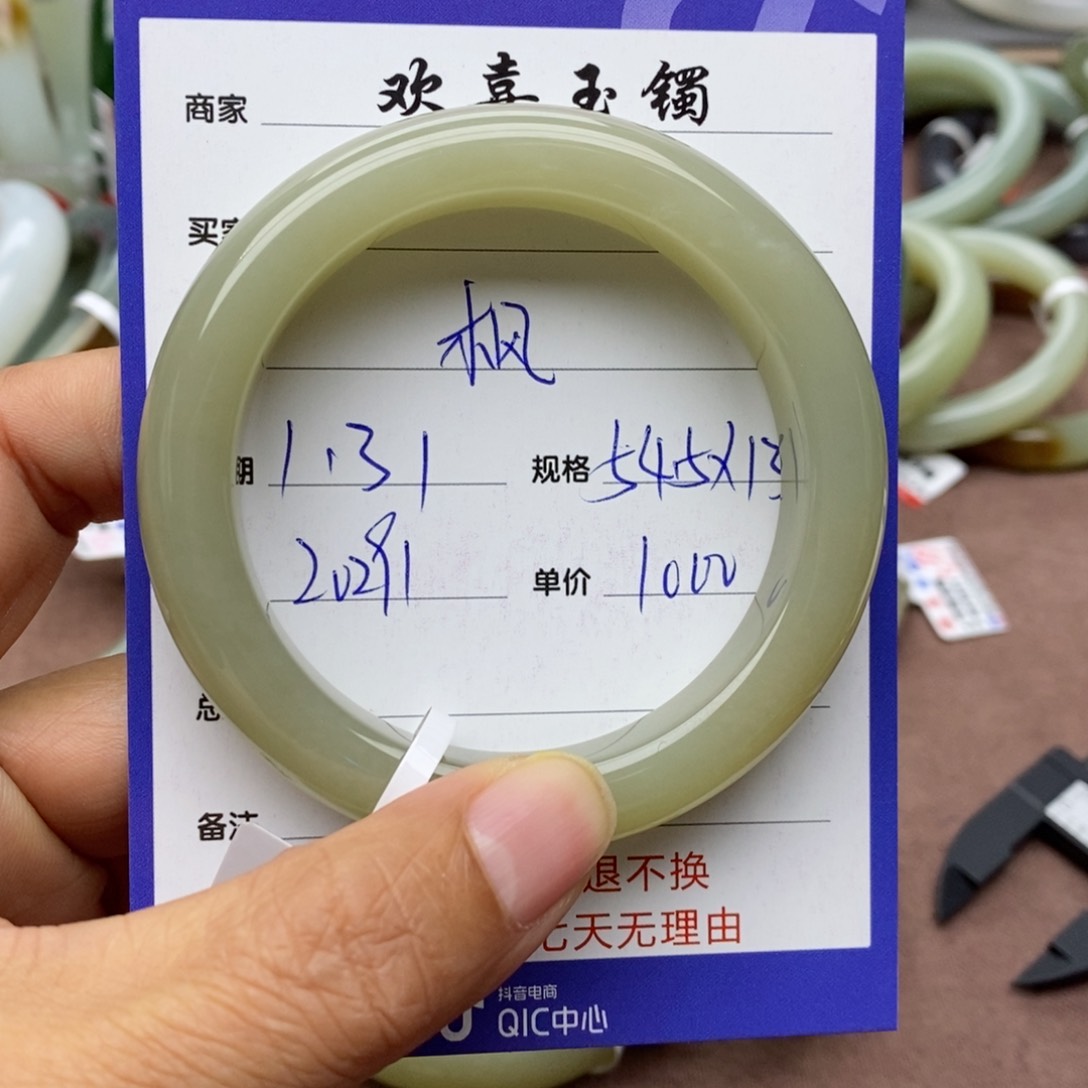 商家 欢喜玉镯
买家
枫
期 1.31 规格 54.5X13
20291 单价 1000
总
备注
退不换
七天无理由
抖音电商
QIC中心